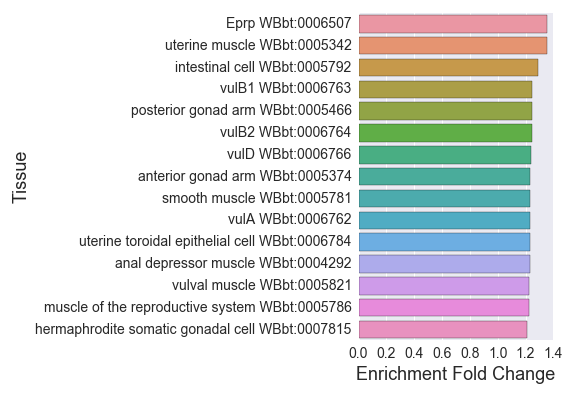 Tissue
Eprp WBbt:0006507
uterine muscle WBbt:0005342
intestinal cell WBbt:0005792
vulB1 WBbt:0006763
posterior gonad arm WBbt:0005466
vulB2 WBbt:0006764
vulD WBbt:0006766
anterior gonad arm WBbt:0005374
smooth muscle WBbt:0005781
vulA WBbt:0006762
uterine toroidal epithelial cell WBbt:0006784
anal depressor muscle WBbt:0004292
vulval muscle WBbt:0005821
muscle of the reproductive system WBbt:0005786
hermaphrodite somatic gonadal cell WBbt:0007815
0.0 0.2 0.4 0.6 0.8 1.0 1.2 1.4
Enrichment Fold Change